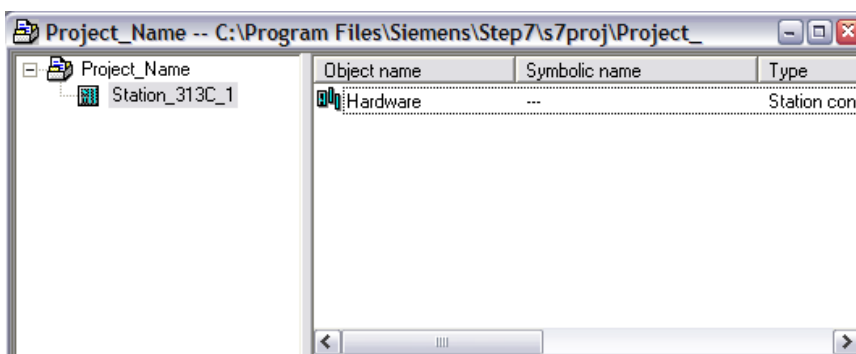 Project_Name -- C:\Program Files\Siemens\Step7\s7proj\Project_
Project_Name
Station_313C_1
Object name Symbolic name Type
Hardware --- Station con